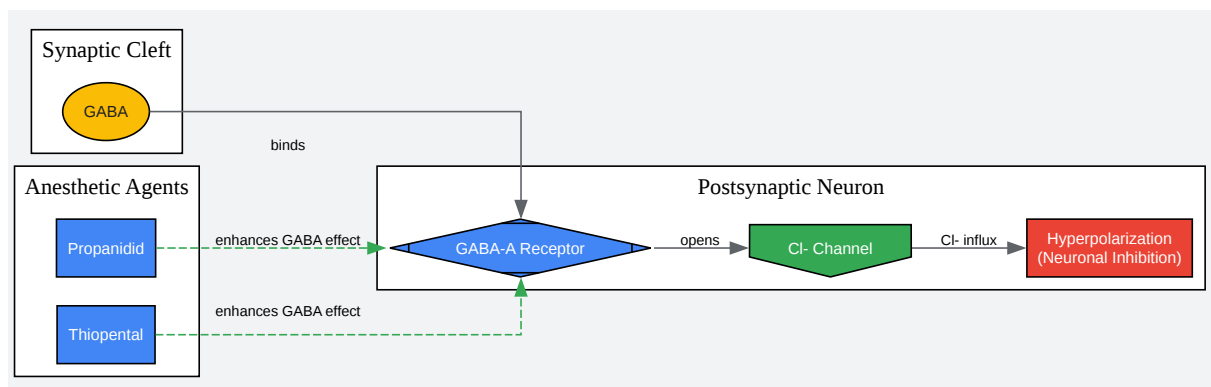 Synaptic Cleft
GABA
binds
Anesthetic Agents
Postsynaptic Neuron
Propanidid
enhances GABA effect
GABA-A Receptor
opens
Cl- Channel
Cl- influx
Hyperpolarization
(Neuronal Inhibition)
Thiopental
enhances GABA effect